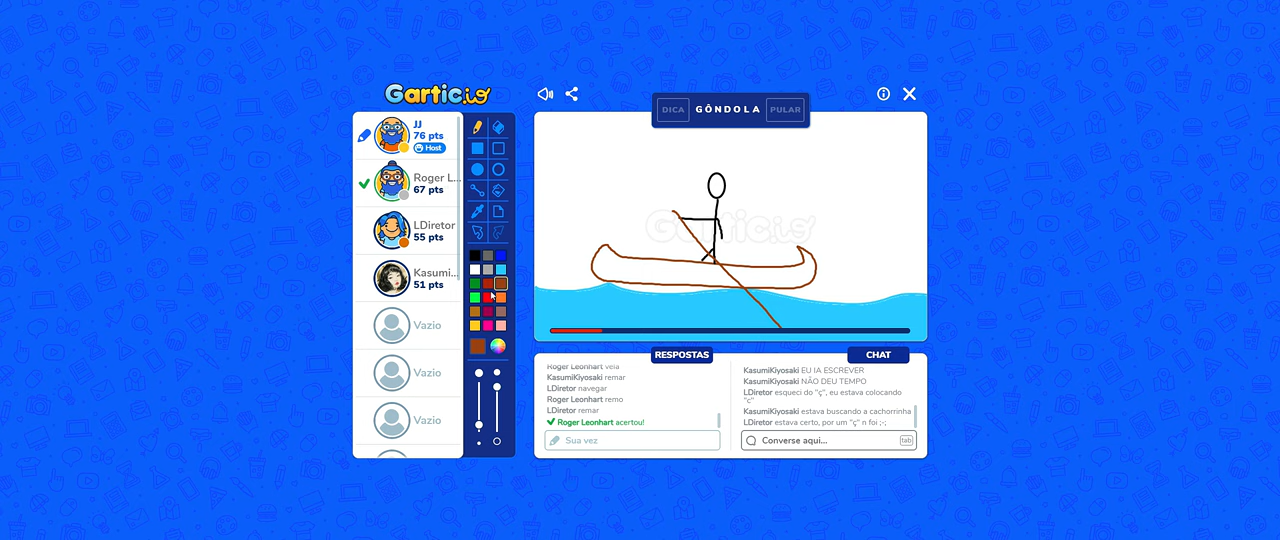 Gartic.io
DICA
GÔNDOLA
PULAR
JJ
76 pts
Host
Roger L...
67 pts
LDiretor
55 pts
Kasumi...
51 pts
Vazio
Vazio
Vazio
Gartic.io
RESPOSTAS
Roger Leonhart vela
KasumiKiyosaki remar
LDiretor navegar
Roger Leonhart remo
LDiretor remar
Roger Leonhart acertou!
Sua vez
CHAT
KasumiKiyosaki EU IA ESCREVER
KasumiKiyosaki NÃO DEU TEMPO
LDiretor esqueci do "ç", eu estava colocando
"c"
KasumiKiyosaki estava buscando a cachorrinha
LDiretor estava certo, por um "ç" n foi ;-;
Converse aqui...
tab